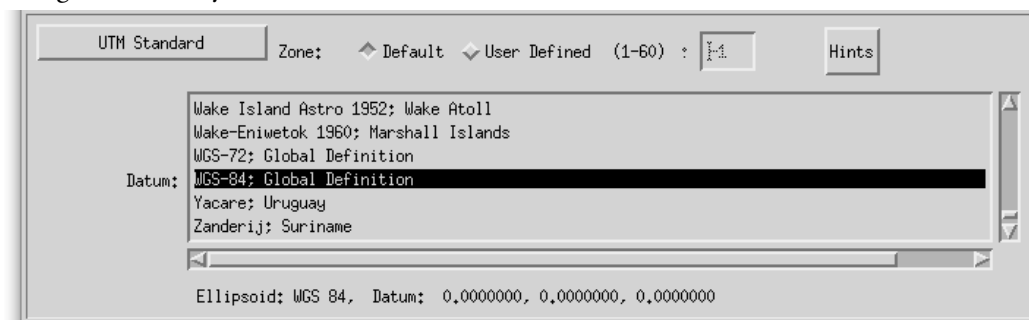 UTM Standard Zone: Default User Defined (1-60) : -1 Hints
Wake Island Astro 1952; Wake Atoll
Wake-Eniwetok 1960; Marshall Islands
WGS-72; Global Definition
Datum: WGS-84; Global Definition
Yacare; Uruguay
Zanderij; Suriname
Ellipsoid: WGS 84, Datum: 0.0000000, 0.0000000, 0.0000000